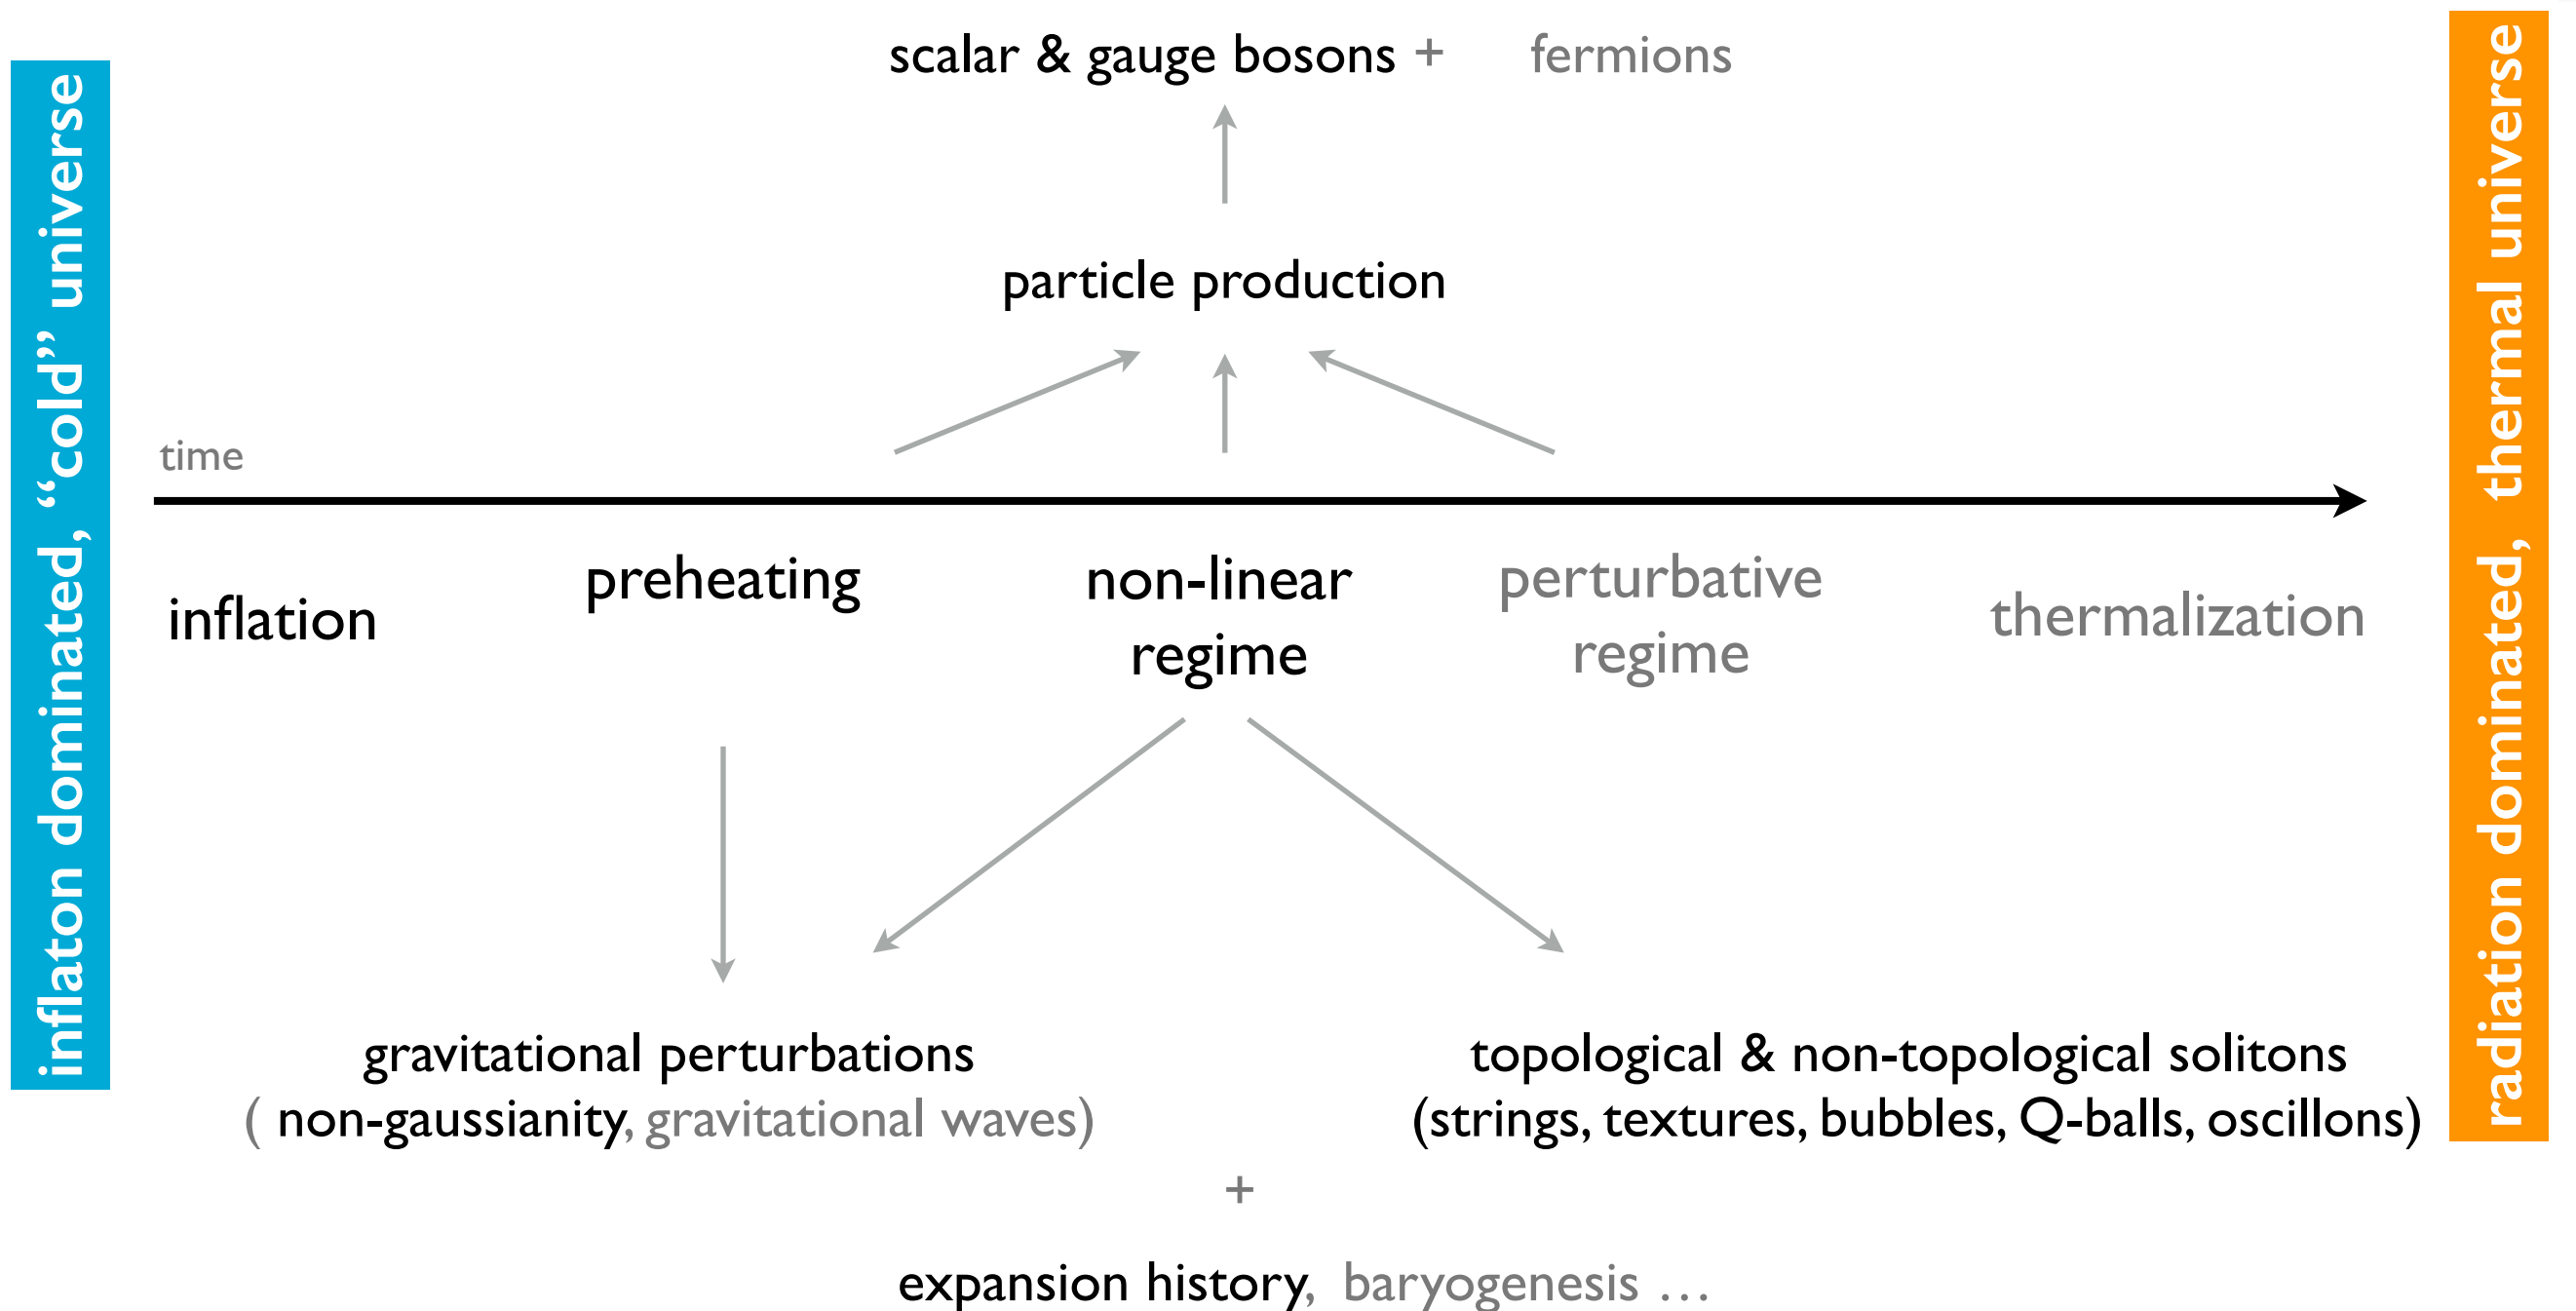 scalar & gauge bosons + fermions
inflaton dominated, “cold” universe
radiation dominated, thermal universe
particle production
time
inflation
preheating
non-linear
regime
perturbative
regime
thermalization
gravitational perturbations
( non-gaussianity, gravitational waves)
topological & non-topological solitons
(strings, textures, bubbles, Q-balls, oscillons)
+
expansion history, baryogenesis …